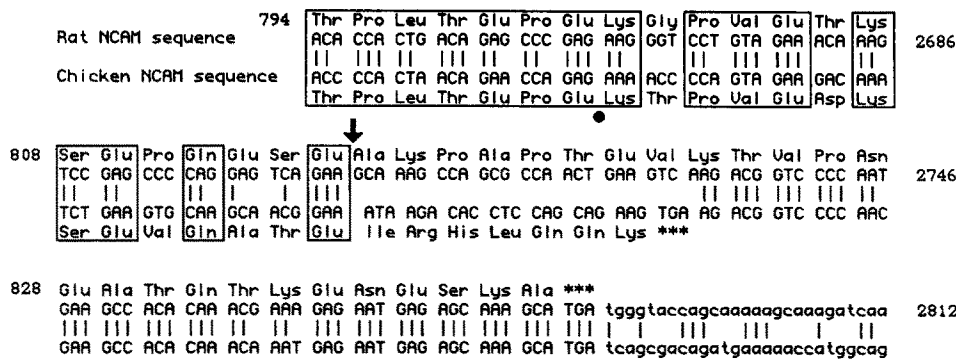 794 Thr Pro Leu Thr Glu Pro Glu Lys Gly Pro Val Glu Thr Lys
Rat NCAM sequence ACA CCA CTG ACA GAG CCC GAG AAG GGT CCT GTA GAA ACA AAG 2686
Chicken NCAM sequence ACC CCA CTA ACA GAA CCA GAG AAA ACC CCA GTA GAA GAC AAA
Thr Pro Leu Thr Glu Pro Glu Lys Thr Pro Val Glu Asp Lys
808 Ser Glu Pro Gln Glu Ser Glu Ala Lys Pro Ala Pro Thr Glu Val Lys Thr Val Pro Asn
TCC GAG CCC CAG GAG TCA GAA GCA AAG CCA GCG CCA ACT GAA GTC AAG ACG GTC CCC AAT 2746
TCT GAA GTG CAA GCA ACG GAA ATA AGA CAC CTC CAG CAG AAG TGA AG ACG GTC CCC AAC
Ser Glu Val Gln Ala Thr Glu Ile Arg His Leu Gln Gln Lys ***
828 Glu Ala Thr Gln Thr Lys Glu Asn Glu Ser Lys Ala ***
GAA GCC ACA CAA ACG AAA GAG AAT GAG AGC AAA GCA TGA tgggtaccagcaaaaagcaaagatcaa 2812
GAA GCC ACA CAA ACA AAT GAG AAT GAG AGC AAA GCA TGA tcagcgacagatgaaaaaccatggcag